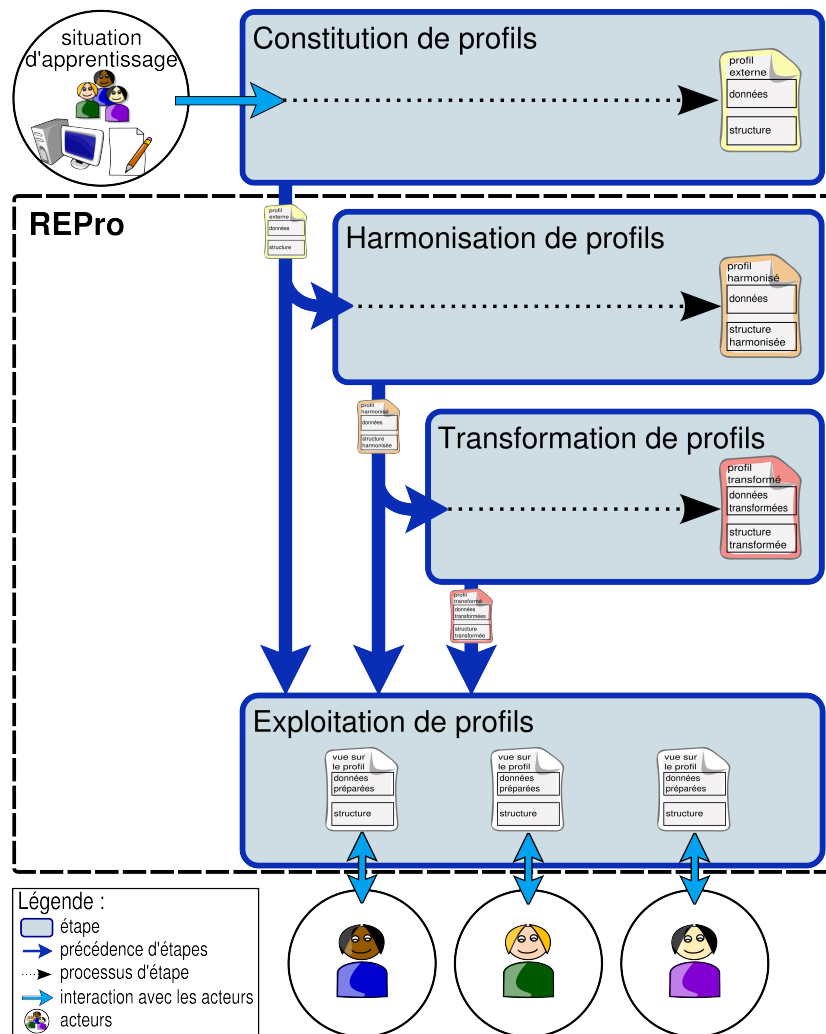 situation
d'apprentissage
Constitution de profils
profil
externe
données
structure
REPro
profil
externe
données
structure
Harmonisation de profils
profil
harmonisé
données
structure
harmonisée
profil
harmonisé
données
structure
harmonisée
Transformation de profils
profil
transformé
données
transformées
structure
transformée
profil
transformé
données
transformées
structure
transformée
Exploitation de profils
vue sur
le profil
données
préparées
structure
vue sur
le profil
données
préparées
structure
vue sur
le profil
données
préparées
structure
Légende :
étape
précédence d'étapes
processus d'étape
interaction avec les acteurs
acteurs